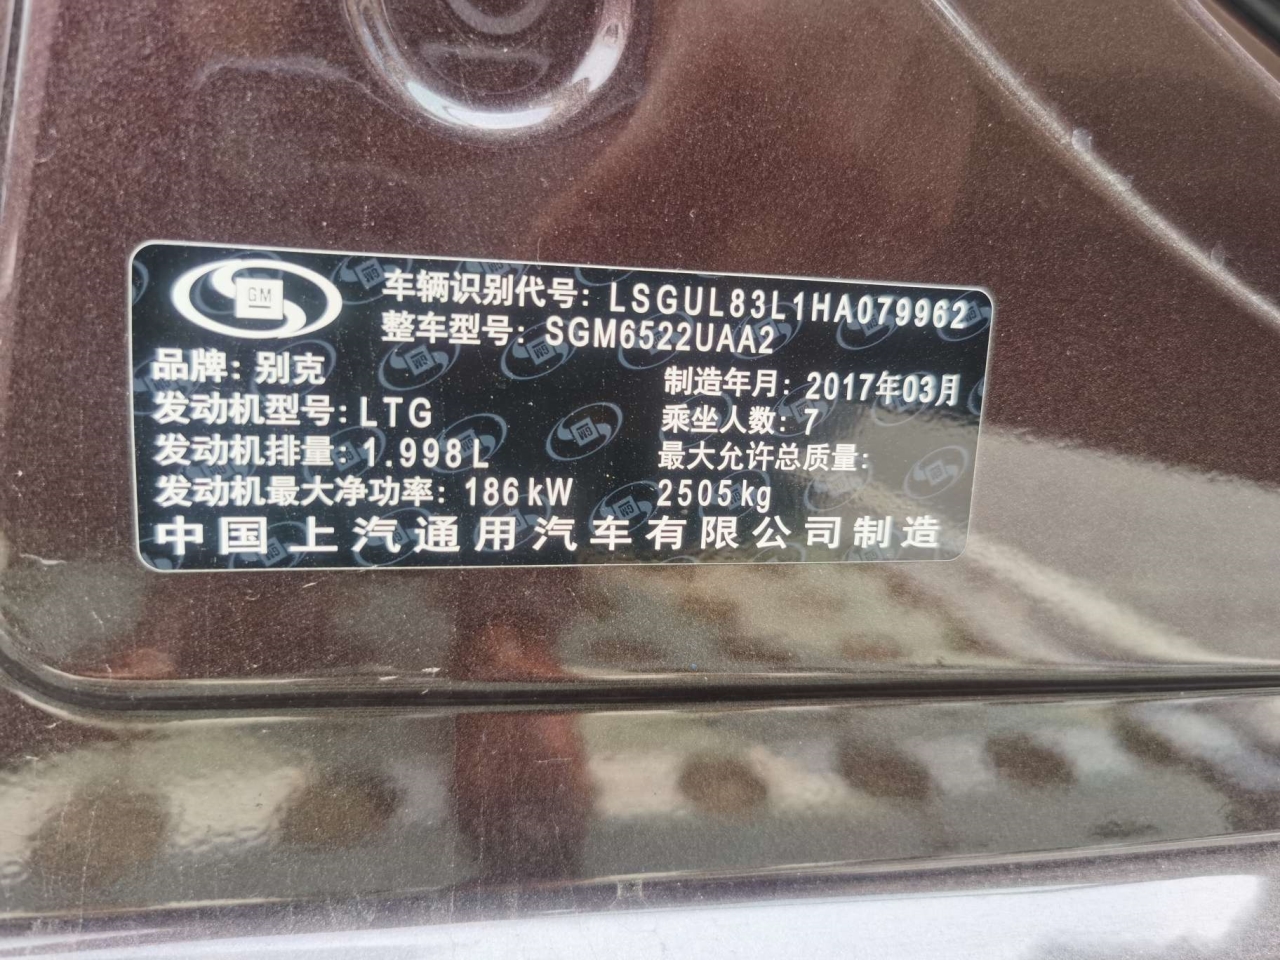 GM
车辆识别代号: LSGUL83L1HA079962
整车型号: SGM6522UAA2
品牌: 别克
制造年月: 2017年03月
发动机型号: LTG
乘坐人数: 7
发动机排量: 1.998L
最大允许总质量:
发动机最大净功率: 186kW
2505kg
中国上汽通用汽车有限公司制造